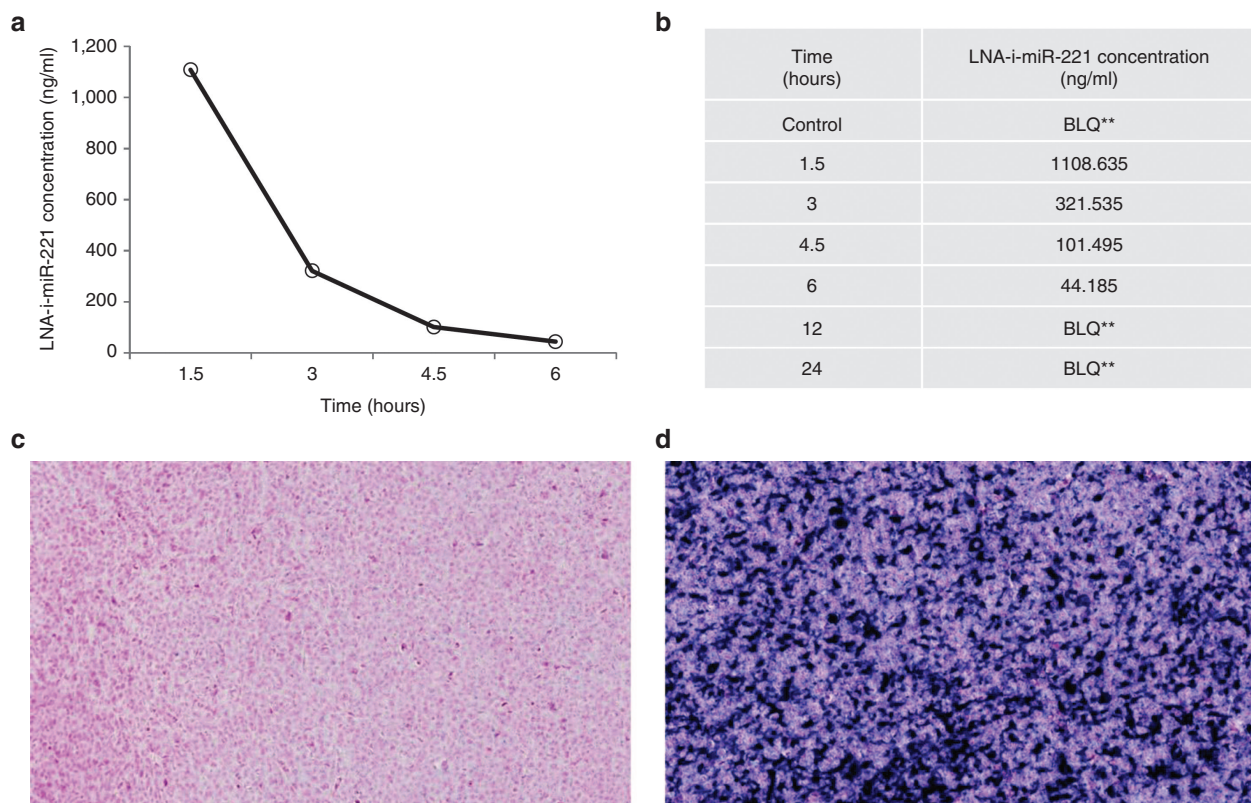 a
1,200
1,000
800
600
400
200
0
LNA-i-miR-221 concentration (ng/ml)
1.5 3 4.5 6
Time (hours)
b
Time (hours) LNA-i-miR-221 concentration (ng/ml)
Control BLQ**
1.5 1108.635
3 321.535
4.5 101.495
6 44.185
12 BLQ**
24 BLQ**
c
d